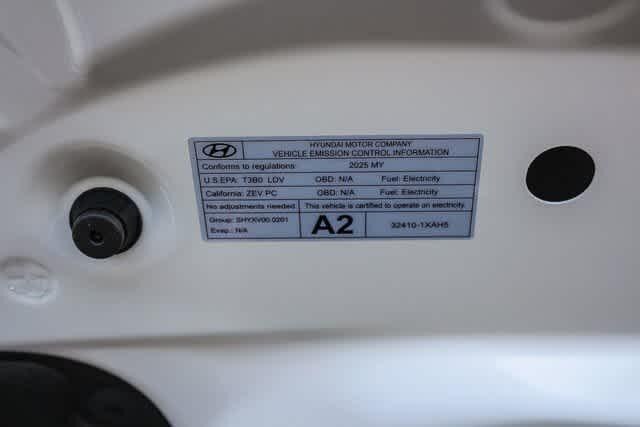 HYUNDAI MOTOR COMPANY
VEHICLE EMISSION CONTROL INFORMATION
Conforms to regulations: 2025 MY
U.S.EPA: T3B0 LDV OBD: N/A Fuel: Electricity
California: ZEV PC OBD: N/A Fuel: Electricity
No adjustments needed This vehicle is certified to operate on electricity.
Group: SHYXV00.0201
Evap.: N/A
A2
32410-1XAH5